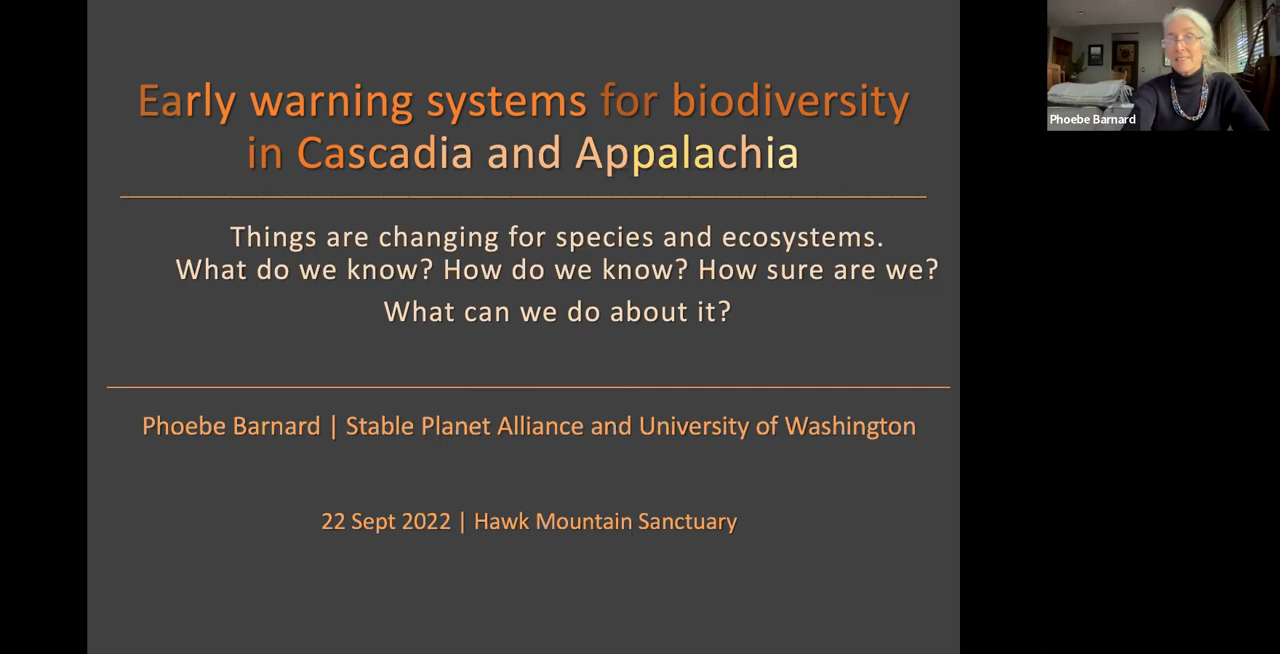 Early warning systems for biodiversity
in Cascadia and Appalachia
Things are changing for species and ecosystems.
What do we know? How do we know? How sure are we?
What can we do about it?
Phoebe Barnard | Stable Planet Alliance and University of Washington
22 Sept 2022 | Hawk Mountain Sanctuary
Phoebe Barnard